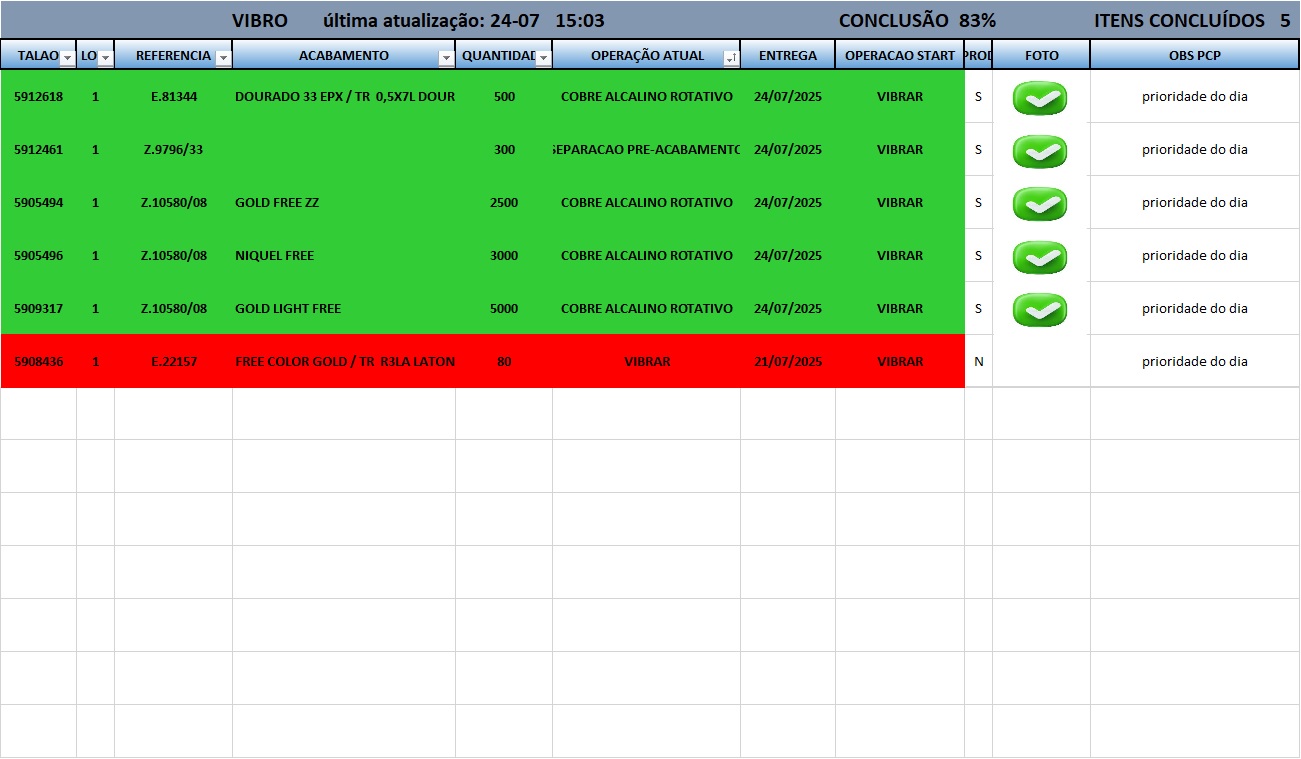 VIBRO última atualização: 24-07 15:03 CONCLUSÃO 83% ITENS CONCLUÍDOS 5
TALAO LO REFERENCIA ACABAMENTO QUANTIDAD OPERAÇÃO ATUAL ENTREGA OPERACAO START PROD FOTO OBS PCP
5912618 1 E.81344 DOURADO 33 EPX / TR 0,5X7L DOUR 500 COBRE ALCALINO ROTATIVO 24/07/2025 VIBRAR S prioridade do dia
5912461 1 Z.9796/33 300 SEPARACAO PRE-ACABAMENTO 24/07/2025 VIBRAR S prioridade do dia
5905494 1 Z.10580/08 GOLD FREE ZZ 2500 COBRE ALCALINO ROTATIVO 24/07/2025 VIBRAR S prioridade do dia
5905496 1 Z.10580/08 NIQUEL FREE 3000 COBRE ALCALINO ROTATIVO 24/07/2025 VIBRAR S prioridade do dia
5909317 1 Z.10580/08 GOLD LIGHT FREE 5000 COBRE ALCALINO ROTATIVO 24/07/2025 VIBRAR S prioridade do dia
5908436 1 E.22157 FREE COLOR GOLD / TR R3LA LATON 80 VIBRAR 21/07/2025 VIBRAR N prioridade do dia